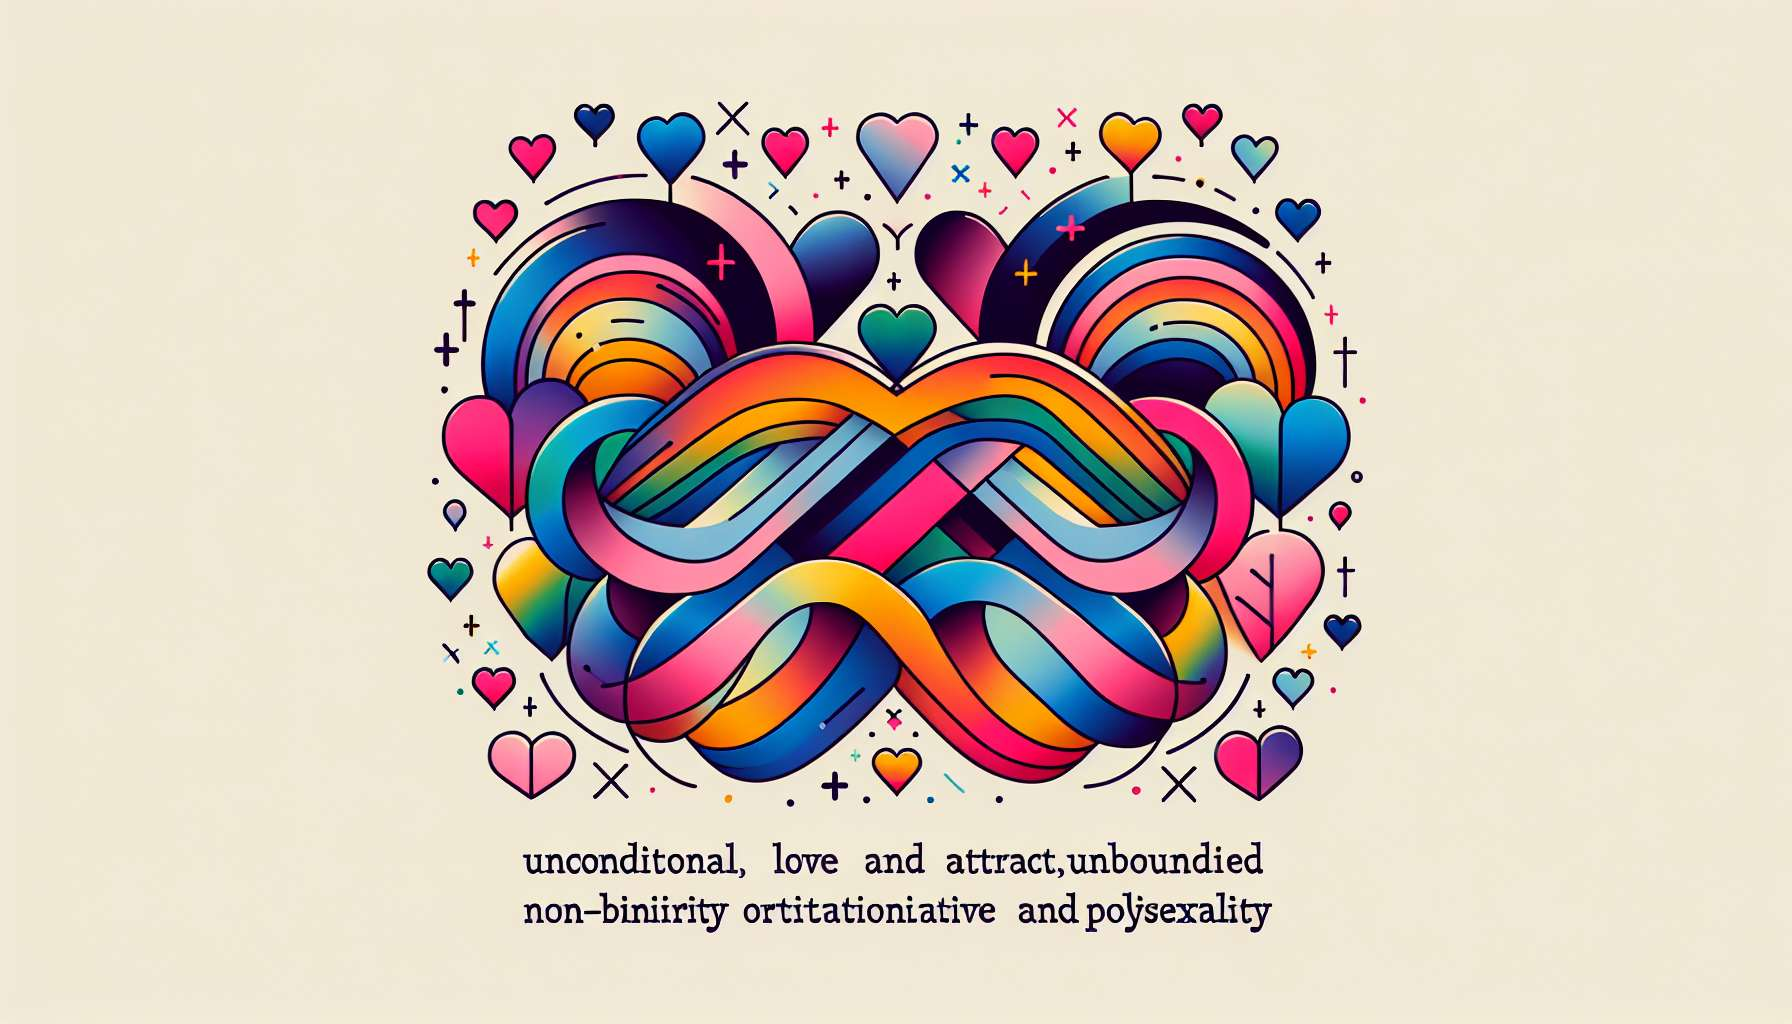 unconditonal, love and attract,unboundied
non-biniirity ortitationiative and polysexality